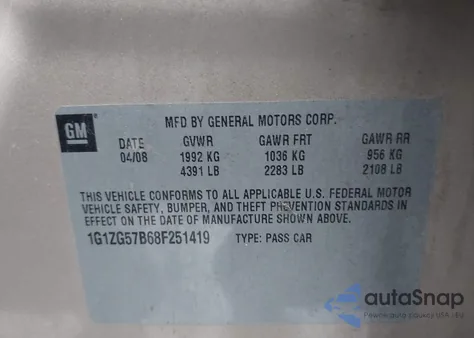 GM
MFD BY GENERAL MOTORS CORP.
DATE GVWR GAWR FRT GAWR RR
04/08 1992 KG 1036 KG 956 KG
4391 LB 2283 LB 2108 LB
THIS VEHICLE CONFORMS TO ALL APPLICABLE U.S. FEDERAL MOTOR
VEHICLE SAFETY, BUMPER, AND THEFT PREVENTION STANDARDS IN
EFFECT ON THE DATE OF MANUFACTURE SHOWN ABOVE.
1G1ZG57B68F251419 TYPE: PASS CAR
autoSnap